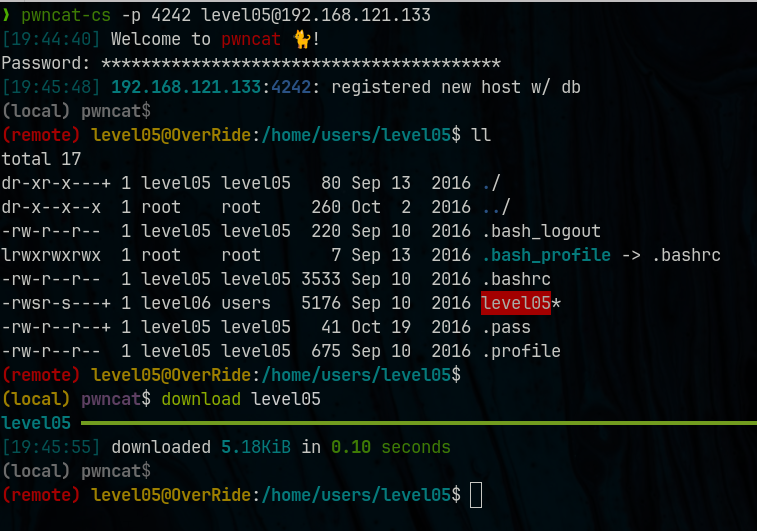 ❯ pwncat-cs -p 4242 level05@192.168.121.133
[19:44:40] Welcome to pwncat 🐈!
Password: ****************************************
[19:45:48] 192.168.121.133:4242: registered new host w/ db
(local) pwncat$
(remote) level05@OverRide:/home/users/level05$ ll
total 17
dr-xr-x---+ 1 level05 level05   80 Sep 13  2016 ./
dr-x--x--x  1 root    root     260 Oct  2  2016 ../
-rw-r--r--  1 level05 level05  220 Sep 10  2016 .bash_logout
lrwxrwxrwx  1 root    root       7 Sep 13  2016 .bash_profile -> .bashrc
-rw-r--r--  1 level05 level05 3533 Sep 10  2016 .bashrc
-rwsr-s---+ 1 level06 users   5176 Sep 10  2016 level05*
-rw-r--r--+ 1 level05 level05   41 Oct 19  2016 .pass
-rw-r--r--  1 level05 level05  675 Sep 10  2016 .profile
(remote) level05@OverRide:/home/users/level05$
(local) pwncat$ download level05
level05
[19:45:55] downloaded 5.18KiB in 0.10 seconds
(local) pwncat$
(remote) level05@OverRide:/home/users/level05$